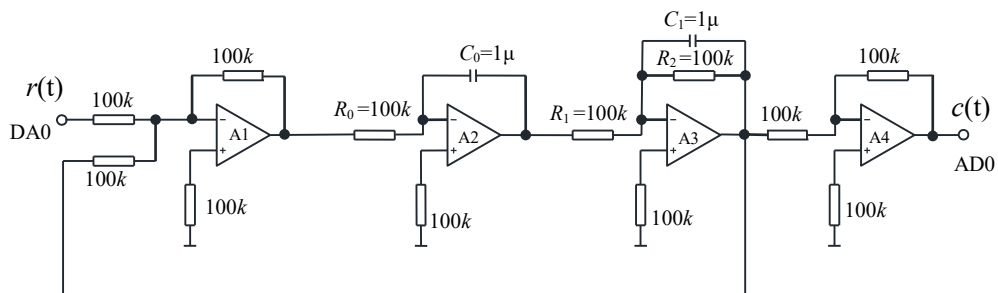 C₁=1μ
100k
C₀=1μ
R₂=100k
100k
r(t)
100k
R₀=100k
R₁=100k
100k
c(t)
DA0
−
A1
+
−
A2
+
−
A3
+
−
A4
+
AD0
100k
100k
100k
100k
100k